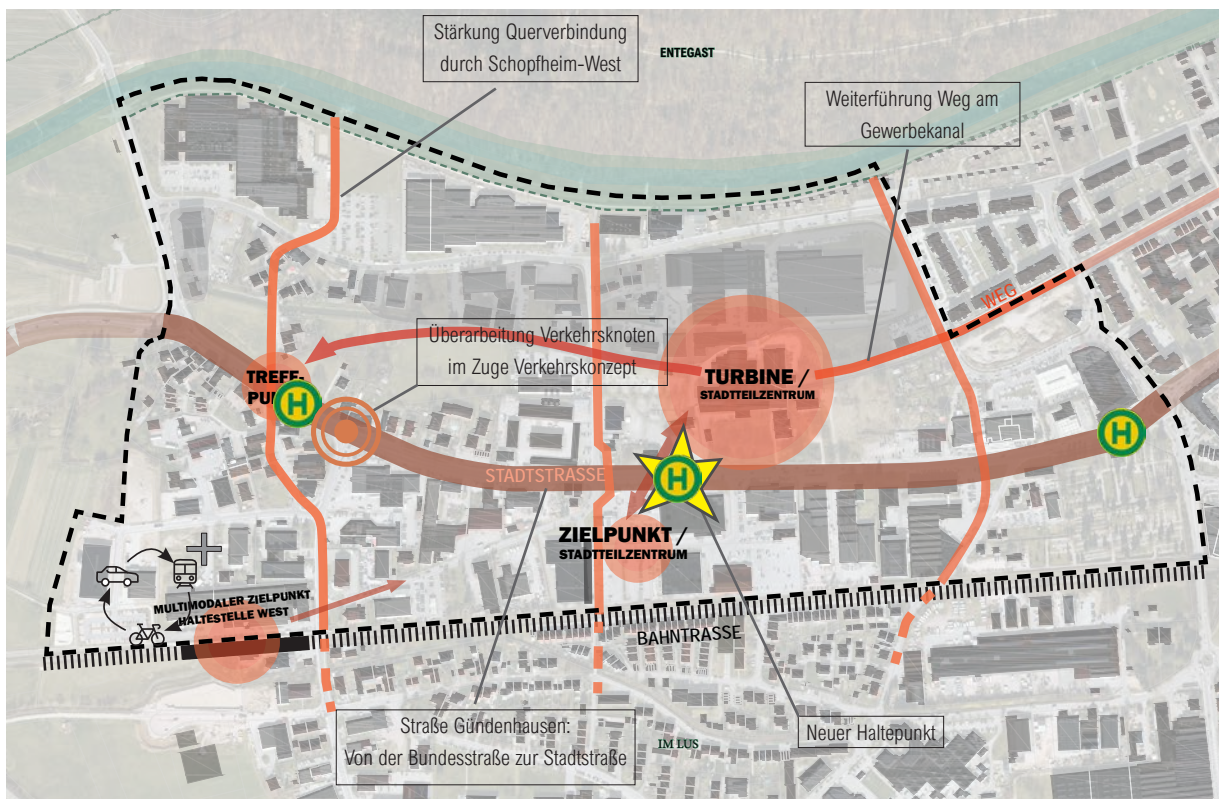 Stärkung Querverbindung
durch Schopfheim-West
ENTEGAST
Weiterführung Weg am
Gewerbekanal
WEG
Überarbeitung Verkehrsknoten
im Zuge Verkehrskonzept
TREFF-
PUNKT
H
TURBINE /
STADTTEILZENTRUM
H
STADTSTRASSE
H
ZIELPUNKT /
STADTTEILZENTRUM
MULTIMODALER ZIELPUNKT
HALTESTELLE WEST
BAHNTRASSE
Straße Gündenhausen:
Von der Bundesstraße zur Stadtstraße
IM LUS
Neuer Haltepunkt